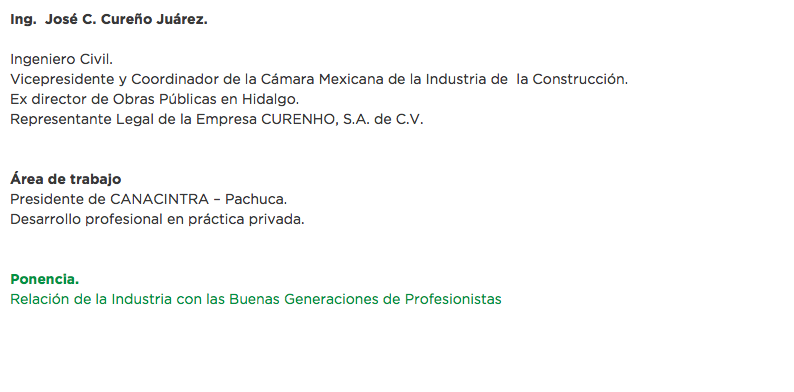 Ing.  José C. Cureño Juárez.
Ingeniero Civil.
Vicepresidente y Coordinador de la Cámara Mexicana de la Industria de  la Construcción.
Ex director de Obras Públicas en Hidalgo.
Representante Legal de la Empresa CURENHO, S.A. de C.V.
Área de trabajo
Presidente de CANACINTRA – Pachuca.
Desarrollo profesional en práctica privada.
Ponencia.
Relación de la Industria con las Buenas Generaciones de Profesionistas